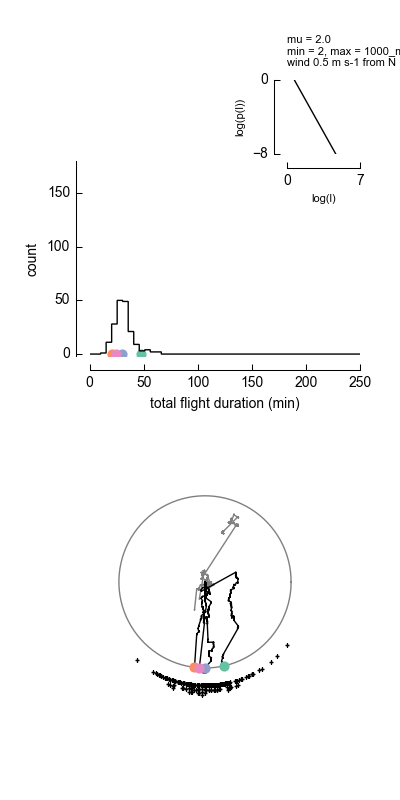 mu = 2.0
min = 2, max = 1000_m
wind 0.5 m s-1 from N
0
log(p(l))
−8
0 7
log(l)
150
100
count
50
0
0 50 100 150 200 250
total flight duration (min)